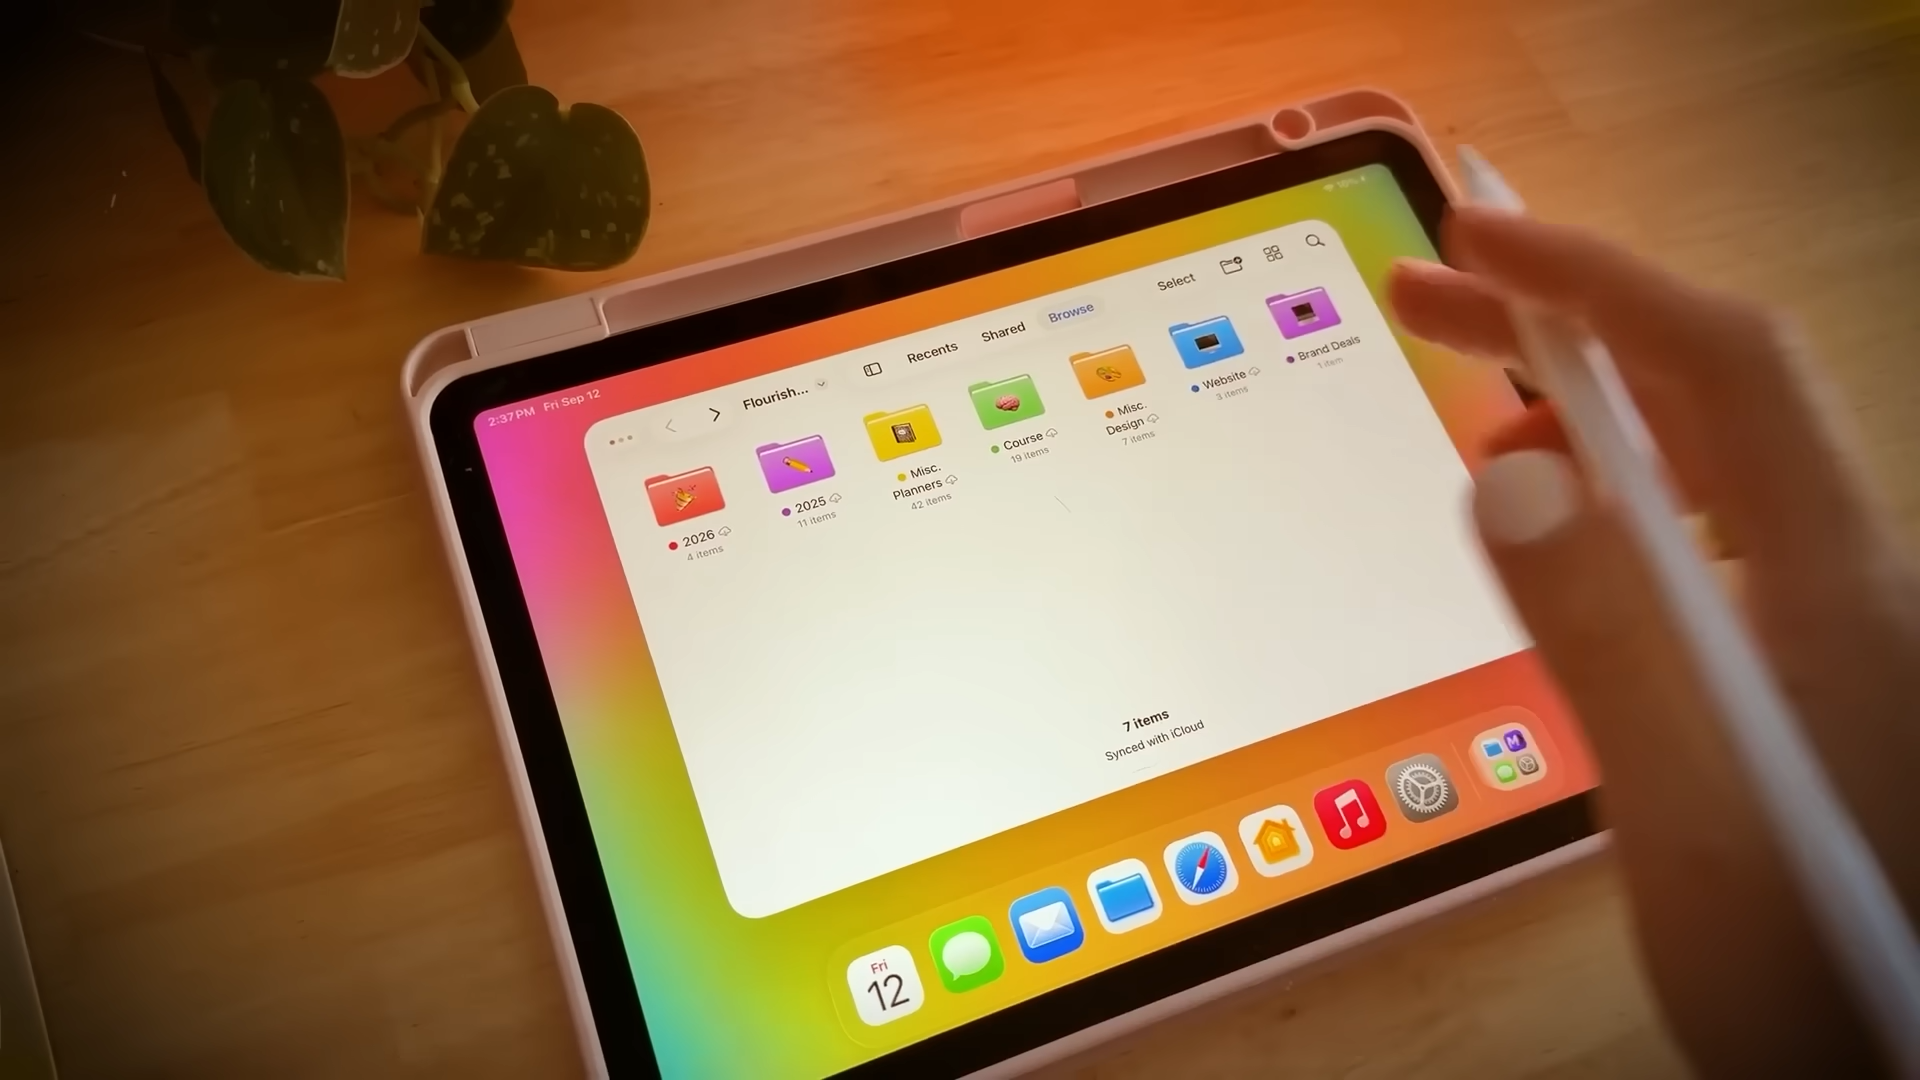 2:37 PM Fri Sep 12
Flourish...
Recents
Shared
Browse
Select
2026
4 items
2025
11 items
Misc.
Planners
42 items
Course
19 items
Misc.
Design
7 items
Website
3 items
Brand Deals
1 item
7 items
Synced with iCloud
Fri
12